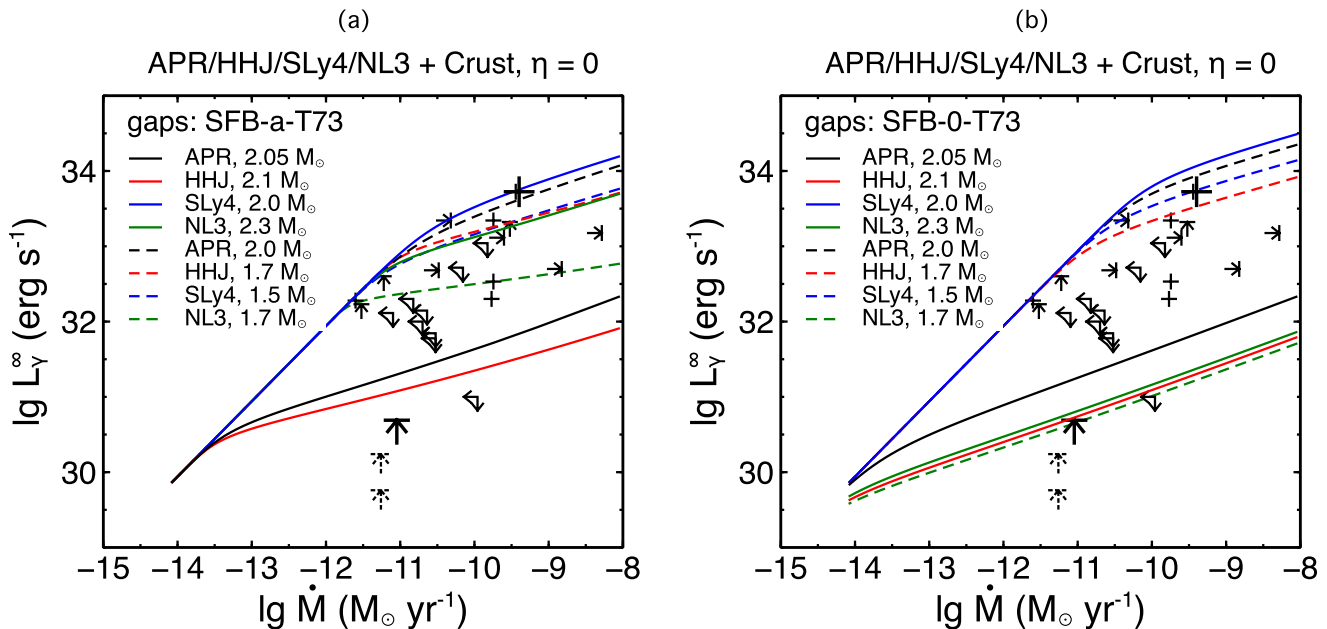 (a)
APR/HHJ/SLy4/NL3 + Crust, η = 0
gaps: SFB-a-T73
APR, 2.05 M⊙
HHJ, 2.1 M⊙
SLy4, 2.0 M⊙
NL3, 2.3 M⊙
APR, 2.0 M⊙
HHJ, 1.7 M⊙
SLy4, 1.5 M⊙
NL3, 1.7 M⊙
34
32
30
lg L∞γ (erg s-1)
−15 −14 −13 −12 −11 −10 −9 −8
lg Ṁ (M⊙ yr-1)
(b)
APR/HHJ/SLy4/NL3 + Crust, η = 0
gaps: SFB-0-T73
APR, 2.05 M⊙
HHJ, 2.1 M⊙
SLy4, 2.0 M⊙
NL3, 2.3 M⊙
APR, 2.0 M⊙
HHJ, 1.7 M⊙
SLy4, 1.5 M⊙
NL3, 1.7 M⊙
34
32
30
lg L∞γ (erg s-1)
−15 −14 −13 −12 −11 −10 −9 −8
lg Ṁ (M⊙ yr-1)